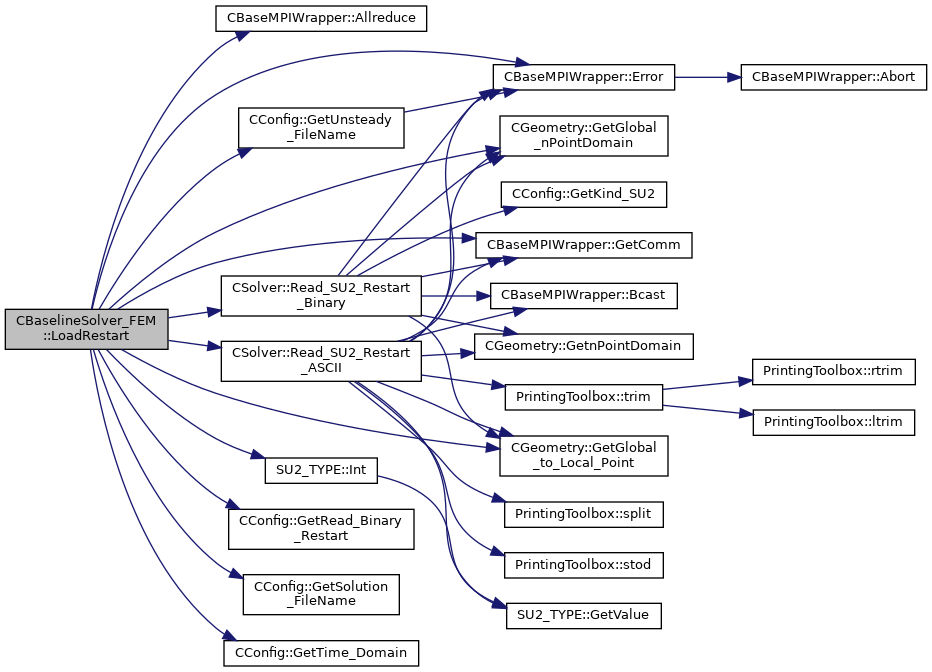 CBaseMPIWrapper::Allreduce
CBaseMPIWrapper::Error
CBaseMPIWrapper::Abort
CConfig::GetUnsteady
_FileName
CGeometry::GetGlobal
_nPointDomain
CConfig::GetKind_SU2
CBaseMPIWrapper::GetComm
CSolver::Read_SU2_Restart
_Binary
CBaseMPIWrapper::Bcast
CBaselineSolver_FEM
::LoadRestart
CGeometry::GetnPointDomain
CSolver::Read_SU2_Restart
_ASCII
PrintingToolbox::rtrim
PrintingToolbox::trim
PrintingToolbox::ltrim
CGeometry::GetGlobal
_to_Local_Point
SU2_TYPE::Int
PrintingToolbox::split
CConfig::GetRead_Binary
_Restart
PrintingToolbox::stod
CConfig::GetSolution
_FileName
SU2_TYPE::GetValue
CConfig::GetTime_Domain